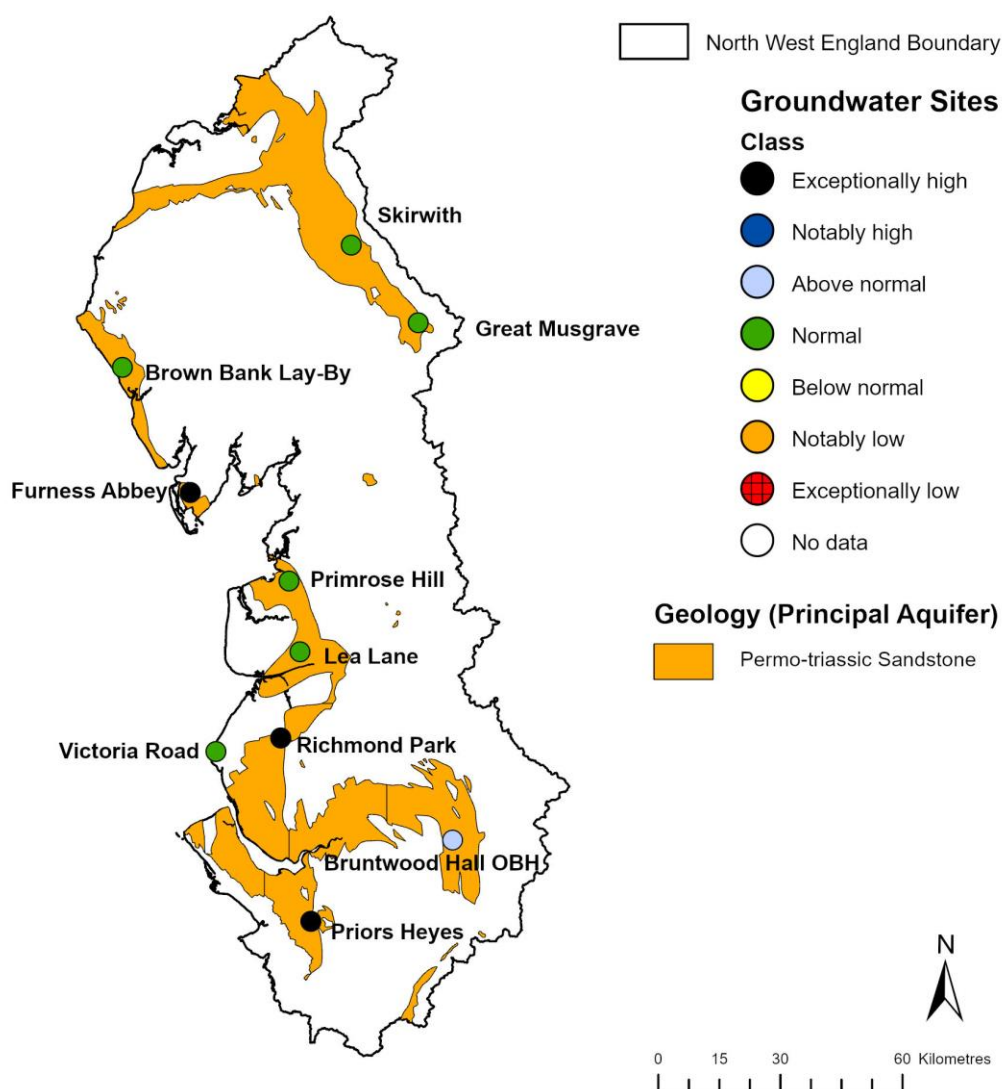 North West England Boundary
Groundwater Sites
Class
Exceptionally high
Notably high
Above normal
Normal
Below normal
Notably low
Exceptionally low
No data
Geology (Principal Aquifer)
Permo-triassic Sandstone
Skirwith
Great Musgrave
Brown Bank Lay-By
Furness Abbey
Primrose Hill
Lea Lane
Richmond Park
Victoria Road
Bruntwood Hall OBH
Priors Heyes
N
0 15 30 60 Kilometres